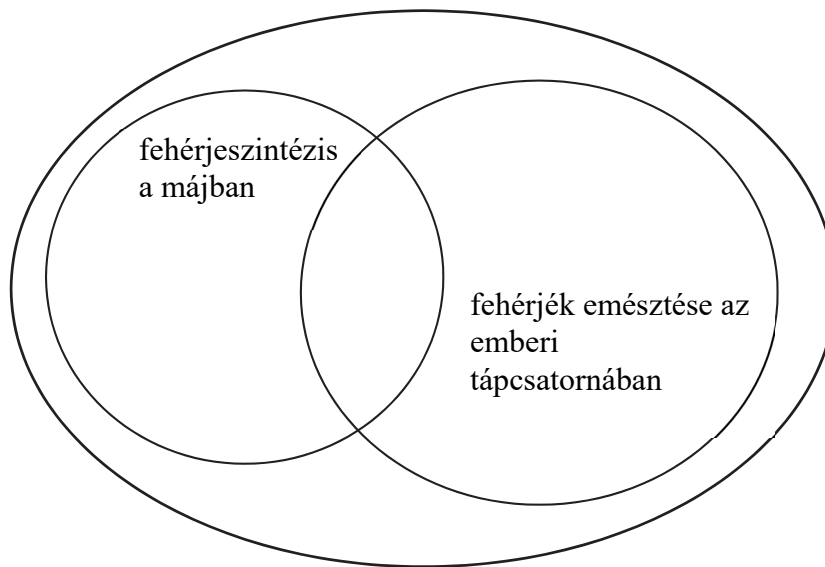 fehérjeszintézis
a májban
fehérjék emésztése az
emberi
tápcsatornában